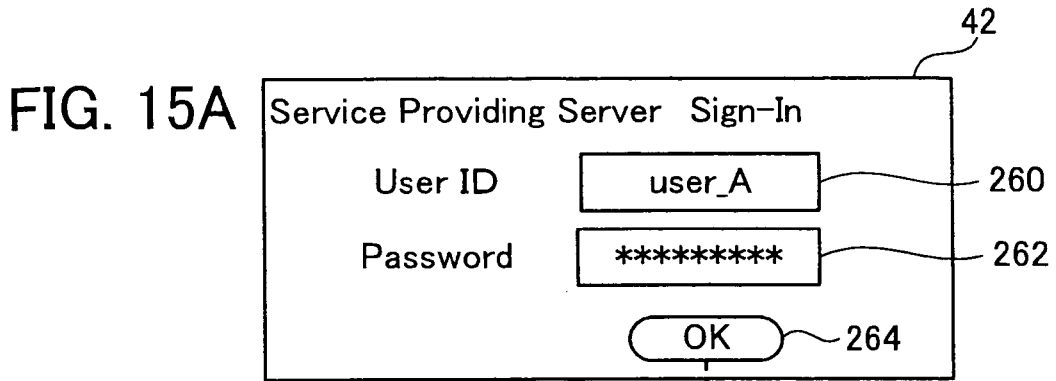 42
FIG. 15A
Service Providing Server Sign-In
User ID user_A 260
Password ********* 262
OK 264